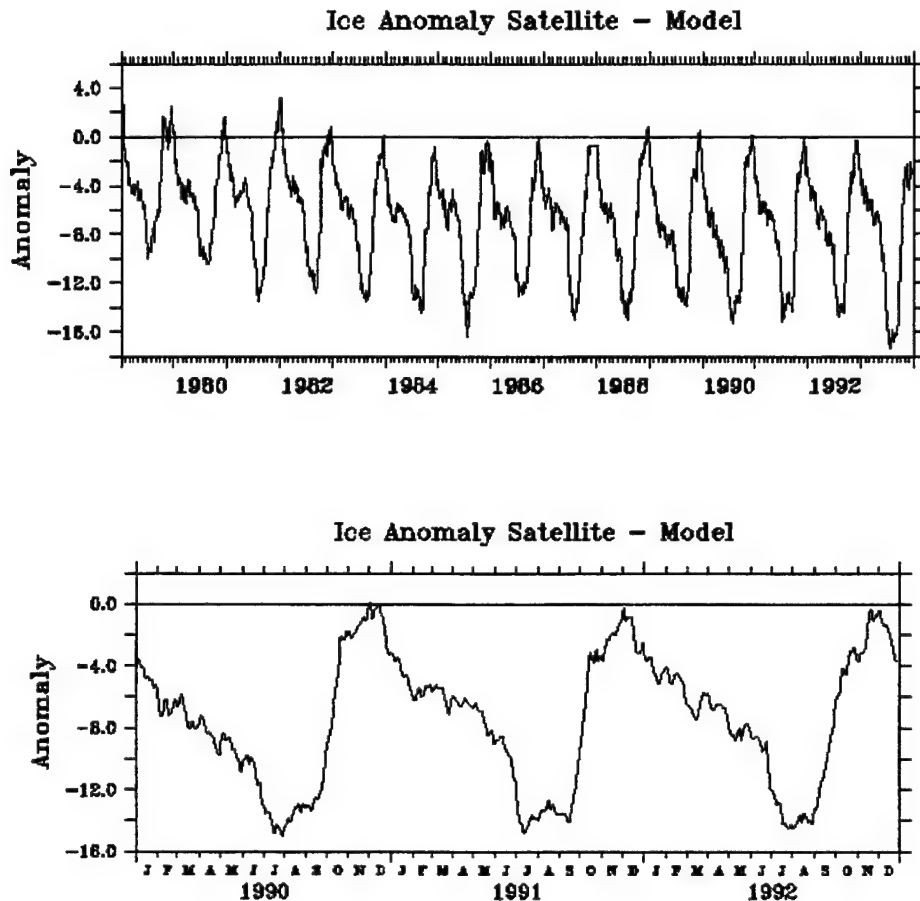 Ice Anomaly Satellite – Model
4.0
0.0
-4.0
-8.0
-12.0
-16.0
Anomaly
1980 1982 1984 1986 1988 1990 1992
Ice Anomaly Satellite – Model
0.0
-4.0
-8.0
-12.0
-16.0
Anomaly
J F M A M J J A S O N D J F M A M J J A S O N D J F M A M J J A S O N D
1990 1991 1992